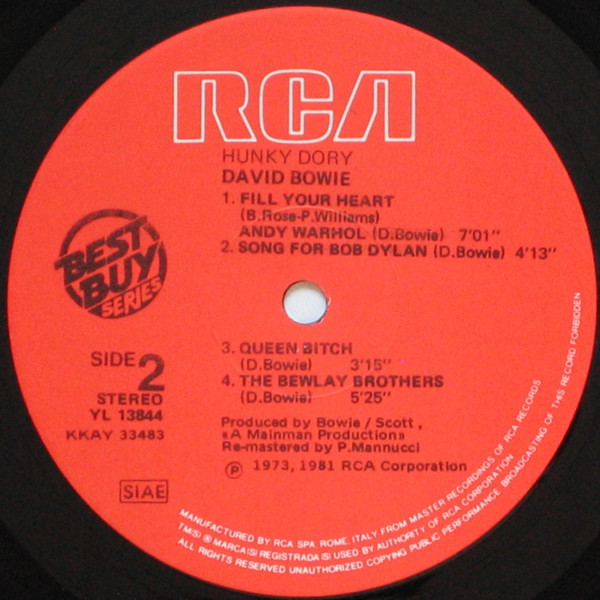 RCA
HUNKY DORY
DAVID BOWIE
1. FILL YOUR HEART
(B.Rose-P.Williams)
ANDY WARHOL (D.Bowie) 7'01"
2. SONG FOR BOB DYLAN (D.Bowie) 4'13"
BEST
BUY
SERIES
3. QUEEN BITCH
(D.Bowie) 3'15"
4. THE BEWLAY BROTHERS
(D.Bowie) 5'25"
SIDE 2
STEREO
YL 13844
KKAY 33483
Produced by Bowie / Scott,
«A Mainman Production»
Re-mastered by P.Mannucci
℗ 1973, 1981 RCA Corporation
SIAE
MANUFACTURED BY RCA SPA. ROME. ITALY FROM MASTER RECORDINGS OF RCA RECORDS
TM(S) ® MARCA(S) REGISTRADA(S) USED BY AUTHORITY OF RCA CORPORATION
ALL RIGHTS RESERVED UNAUTHORIZED COPYING PUBLIC PERFORMANCE BROADCASTING OF THIS RECORD FORBIDDEN